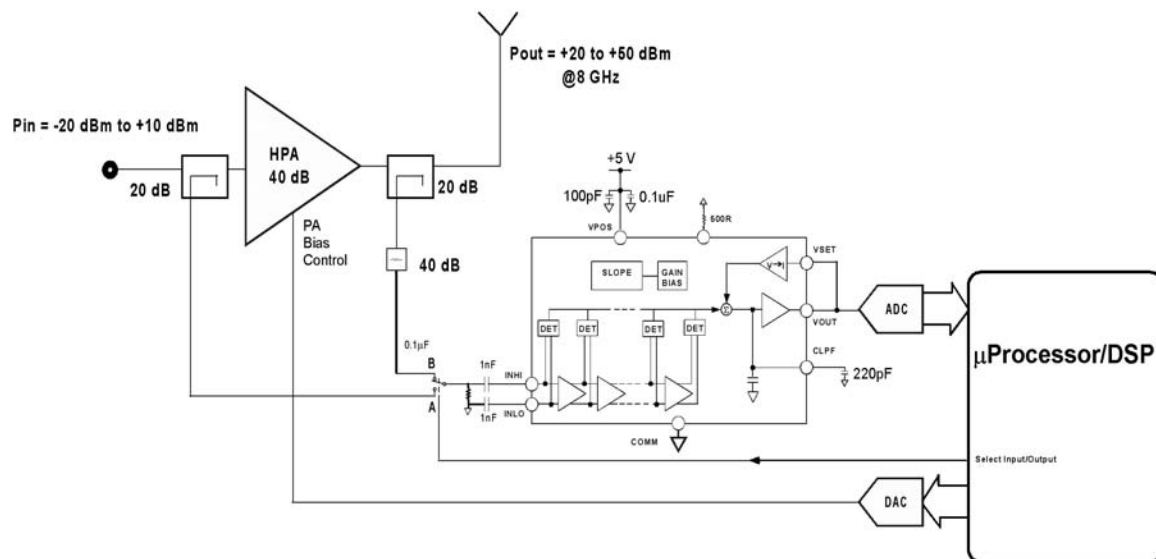 Pout = +20 to +50 dBm
@8 GHz
Pin = -20 dBm to +10 dBm
HPA
40 dB
20 dB
20 dB
PA
Bias
Control
40 dB
+5 V
100pF
0.1uF
500R
VPOS
VSET
SLOPE
GAIN
BIAS
V
I
Σ
VOUT
ADC
DET
DET
DET
DET
CLPF
220pF
μProcessor/DSP
0.1μF
B
A
1nF
1nF
INHI
INLO
COMM
Select Input/Output
DAC